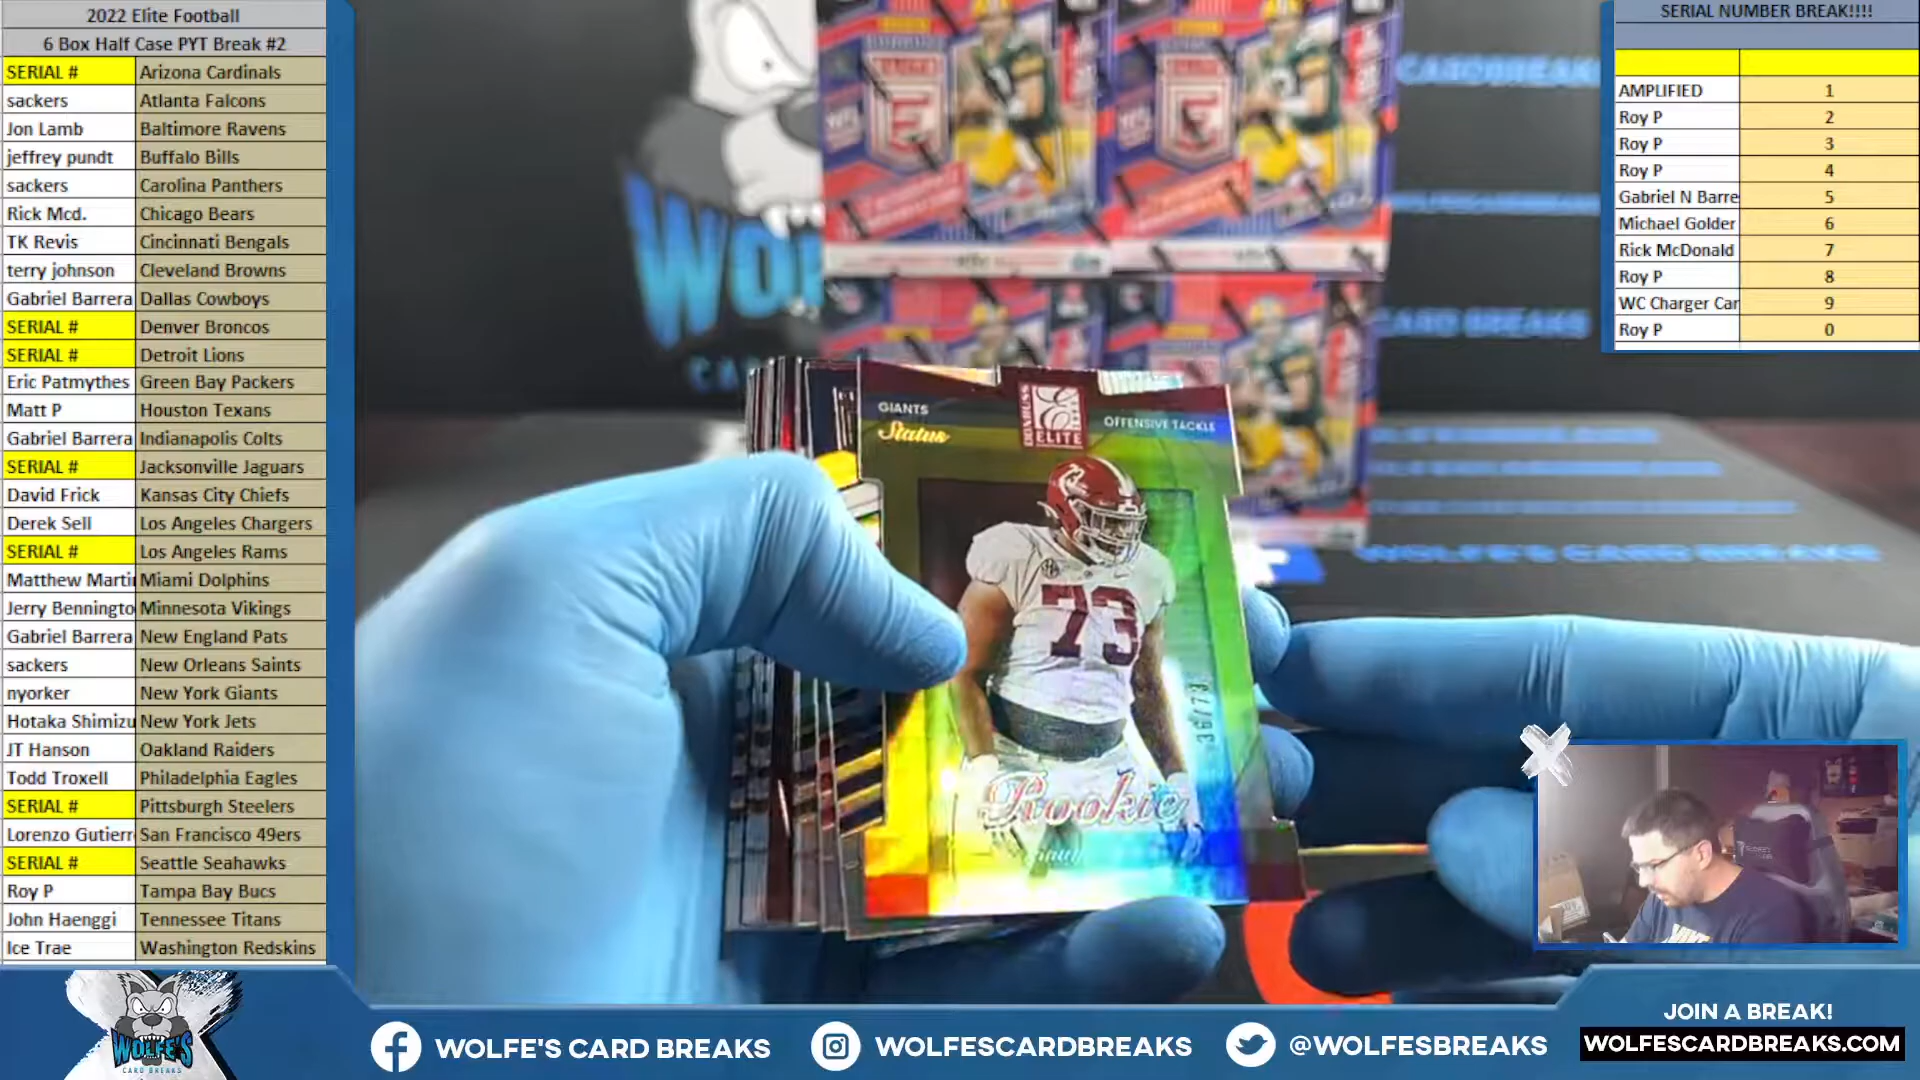 2022 Elite Football
6 Box Half Case PYT Break #2
SERIAL # Arizona Cardinals
sackers Atlanta Falcons
Jon Lamb Baltimore Ravens
jeffrey pundt Buffalo Bills
sackers Carolina Panthers
Rick Mcd. Chicago Bears
TK Revis Cincinnati Bengals
terry johnson Cleveland Browns
Gabriel Barrera Dallas Cowboys
SERIAL # Denver Broncos
SERIAL # Detroit Lions
Eric Patmythes Green Bay Packers
Matt P Houston Texans
Gabriel Barrera Indianapolis Colts
SERIAL # Jacksonville Jaguars
David Frick Kansas City Chiefs
Derek Sell Los Angeles Chargers
SERIAL # Los Angeles Rams
Matthew Marti Miami Dolphins
Jerry Benningto Minnesota Vikings
Gabriel Barrera New England Pats
sackers New Orleans Saints
nyorker New York Giants
Hotaka Shimizu New York Jets
JT Hanson Oakland Raiders
Todd Troxell Philadelphia Eagles
SERIAL # Pittsburgh Steelers
Lorenzo Gutierr San Francisco 49ers
SERIAL # Seattle Seahawks
Roy P Tampa Bay Bucs
John Haenggi Tennessee Titans
Ice Trae Washington Redskins
SERIAL NUMBER BREAK!!!!
AMPLIFIED 1
Roy P 2
Roy P 3
Roy P 4
Gabriel N Barre 5
Michael Golder 6
Rick McDonald 7
Roy P 8
WC Charger Car 9
Roy P 0
CARD BREAKS
GIANTS
Status
DONRUSS
ELITE
OFFENSIVE TACKLE
73
Rookie
WOLFE'S
CARD BREAKS
WOLFE'S CARD BREAKS
WOLFESCARDBREAKS
@WOLFESBREAKS
JOIN A BREAK!
WOLFESCARDBREAKS.COM